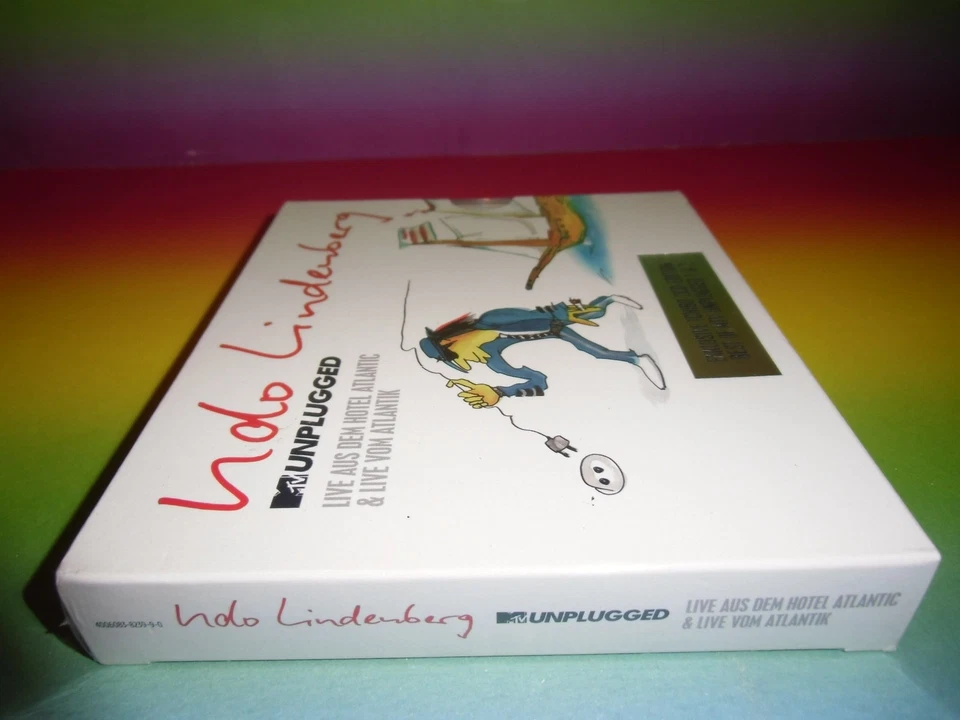 Udo Lindenberg
MTV UNPLUGGED
LIVE AUS DEM HOTEL ATLANTIC
& LIVE VOM ATLANTIK
Udo Lindenberg
MTV UNPLUGGED
LIVE AUS DEM HOTEL ATLANTIC
& LIVE VOM ATLANTIK